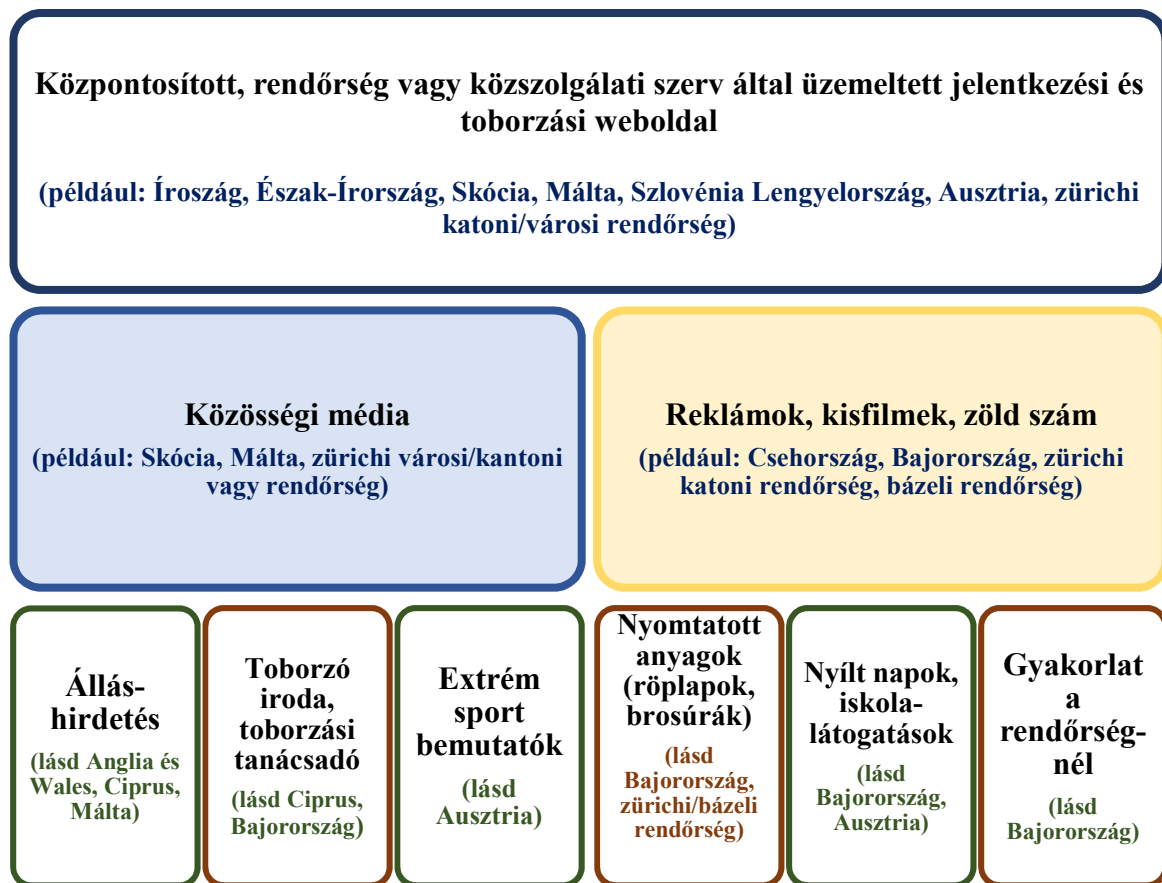 Központosított, rendőrség vagy közszolgálati szerv által üzemeltett jelentkezési és
toborzási weboldal
(például: Íroszág, Észak-Írország, Skócia, Málta, Szlovénia Lengyelország, Ausztria, zürichi
katoni/városi rendőrség)
Közösségi média
(például: Skócia, Málta, zürichi városi/kantoni
vagy rendőrség)
Reklámok, kisfilmek, zöld szám
(például: Csehország, Bajorország, zürichi
katoni rendőrség, bázeli rendőrség)
Állás-
hirdetés
(lásd Anglia és
Wales, Ciprus,
Málta)
Toborzó
iroda,
toborzási
tanácsadó
(lásd Ciprus,
Bajorország)
Extrém
sport
bemutatók
(lásd
Ausztria)
Nyomtatott
anyagok
(röplapok,
brosúrák)
(lásd
Bajorország,
zürichi/bázeli
rendőrség)
Nyílt napok,
iskola-
látogatások
(lásd
Bajorország,
Ausztria)
Gyakorlat
a
rendőrség-
nél
(lásd
Bajorország)